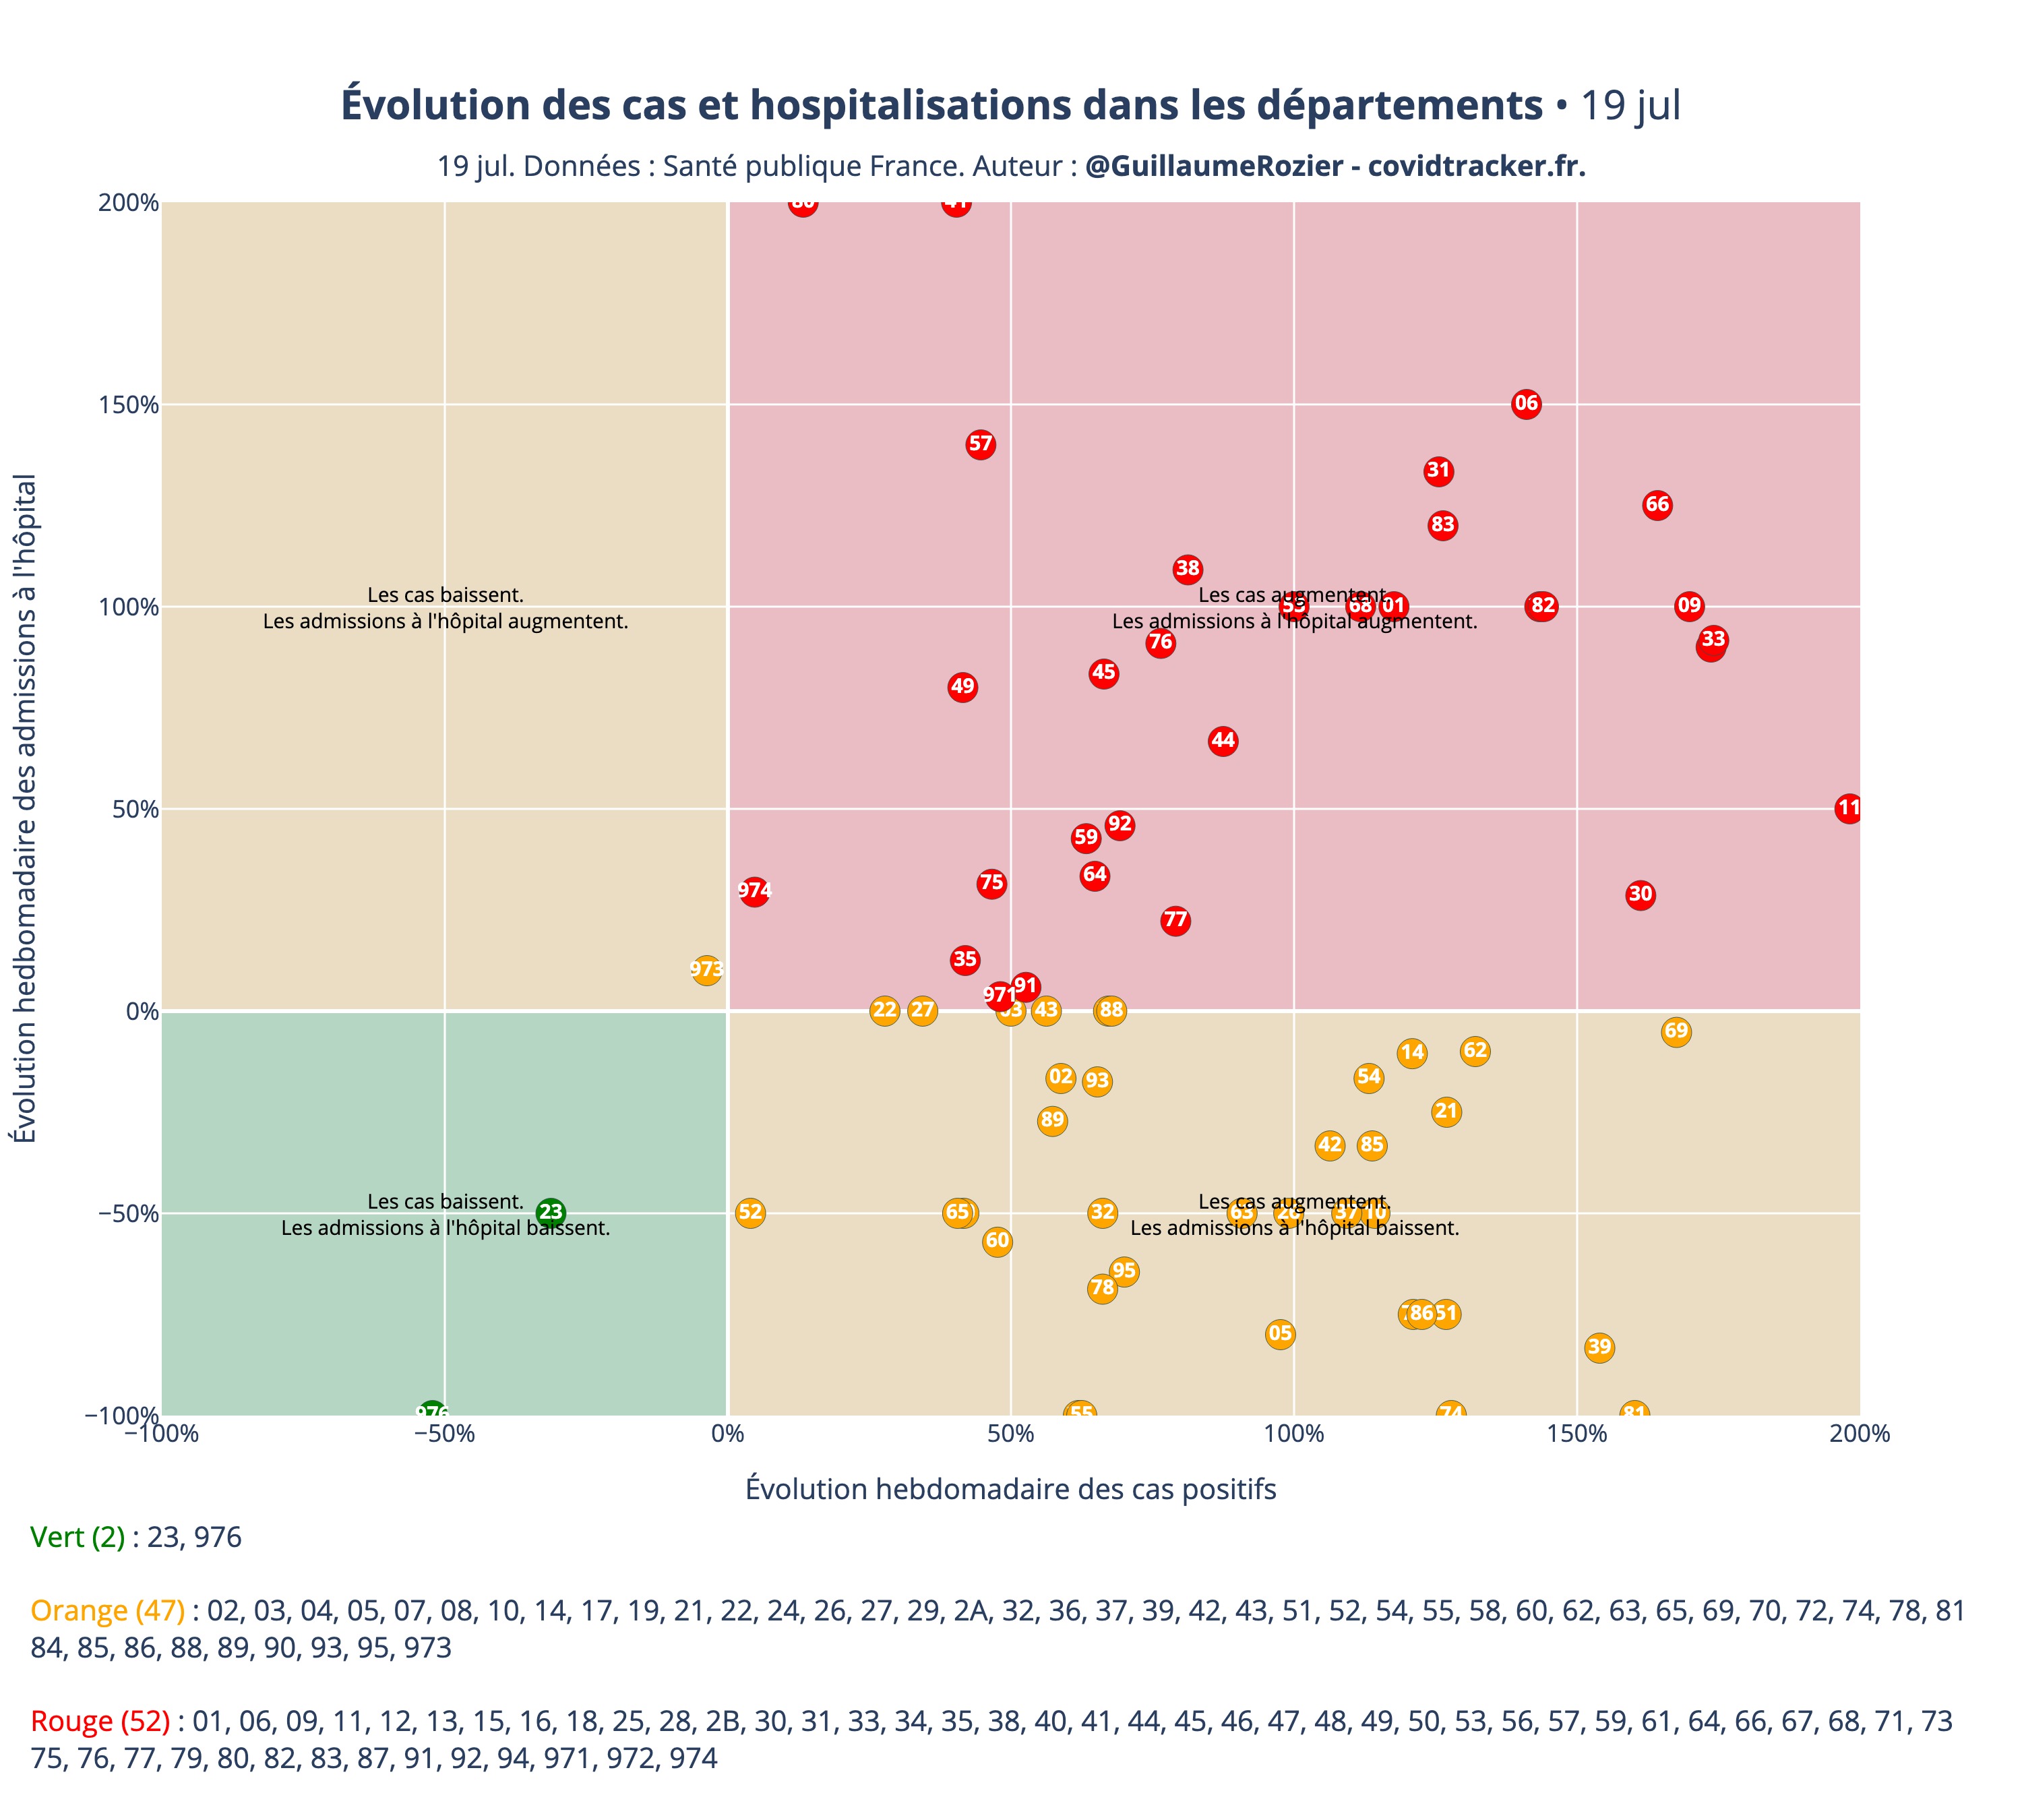 Évolution des cas et hospitalisations dans les départements • 19 jul
19 jul. Données : Santé publique France. Auteur : @GuillaumeRozier - covidtracker.fr.
Évolution hedbomadaire des admissions à l'hôpital
200%
150%
100%
50%
0%
−50%
−100%
80 41
06
57
31
66
83
38
Les cas baissent.
Les admissions à l'hôpital augmentent.
Les cas augmentent.
Les admissions à l'hôpital augmentent.
68 01 82 09
76 33
45
49
44
11
92
59
64
75
974 30
77
35
973
91
971
22 27 03 43 88
69
62
14
02 93 54
21
89
42 85
Les cas baissent.
Les admissions à l'hôpital baissent.
Les cas augmentent.
Les admissions à l'hôpital baissent.
23 52 65 32 63 26 37 10
60
95
78
86 51
05
39
976 55 74 81
−100% −50% 0% 50% 100% 150% 200%
Évolution hebdomadaire des cas positifs
Vert (2) : 23, 976
Orange (47) : 02, 03, 04, 05, 07, 08, 10, 14, 17, 19, 21, 22, 24, 26, 27, 29, 2A, 32, 36, 37, 39, 42, 43, 51, 52, 54, 55, 58, 60, 62, 63, 65, 69, 70, 72, 74, 78, 81
84, 85, 86, 88, 89, 90, 93, 95, 973
Rouge (52) : 01, 06, 09, 11, 12, 13, 15, 16, 18, 25, 28, 2B, 30, 31, 33, 34, 35, 38, 40, 41, 44, 45, 46, 47, 48, 49, 50, 53, 56, 57, 59, 61, 64, 66, 67, 68, 71, 73
75, 76, 77, 79, 80, 82, 83, 87, 91, 92, 94, 971, 972, 974